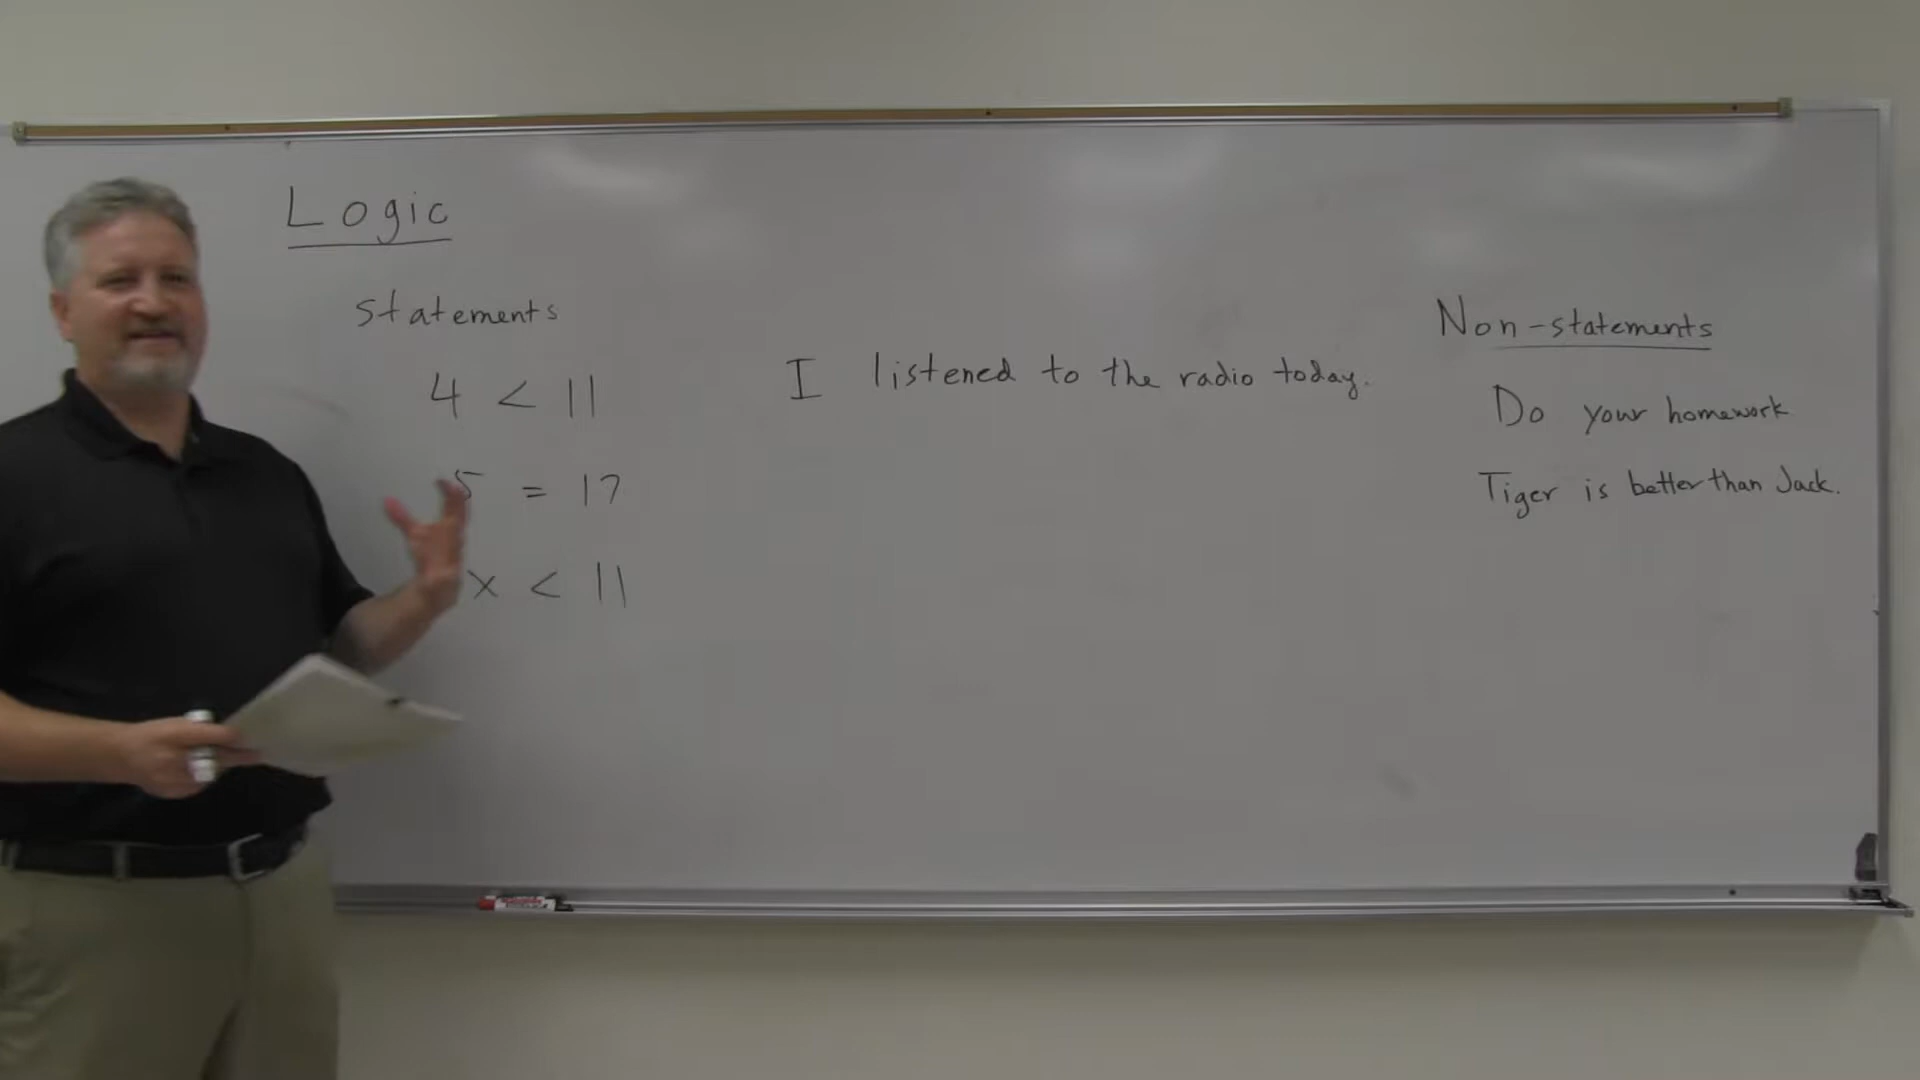 Logic
statements
4 < 11
5 = 17
x < 11
I listened to the radio today.
Non-statements
Do your homework
Tiger is better than Jack.